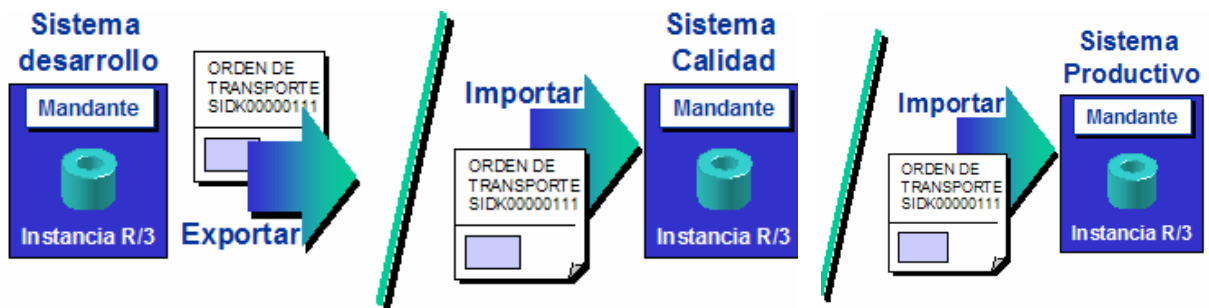 Sistema
desarrollo
Mandante
Instancia R/3
ORDEN DE
TRANSPORTE
SIDK00000111
Exportar
Importar
ORDEN DE
TRANSPORTE
SIDK00000111
Sistema
Calidad
Mandante
Instancia R/3
Importar
ORDEN DE
TRANSPORTE
SIDK00000111
Sistema
Productivo
Mandante
Instancia R/3